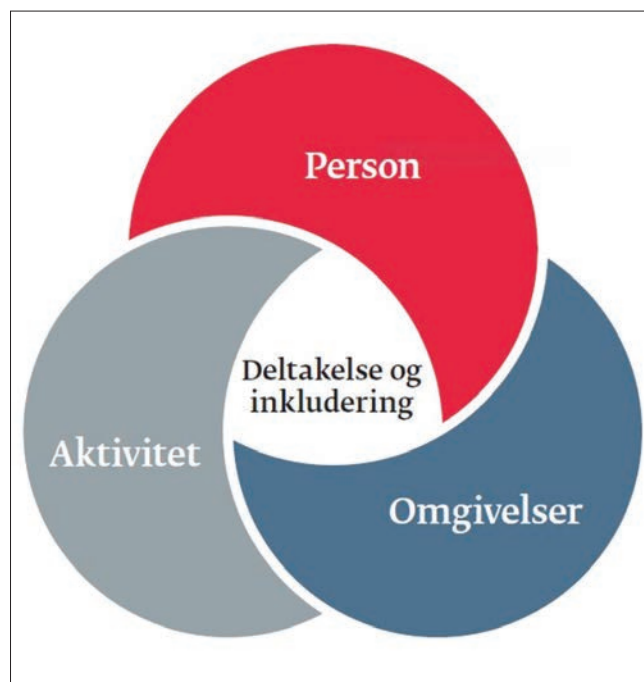 Person
Deltakelse og
inkludering
Aktivitet
Omgivelser